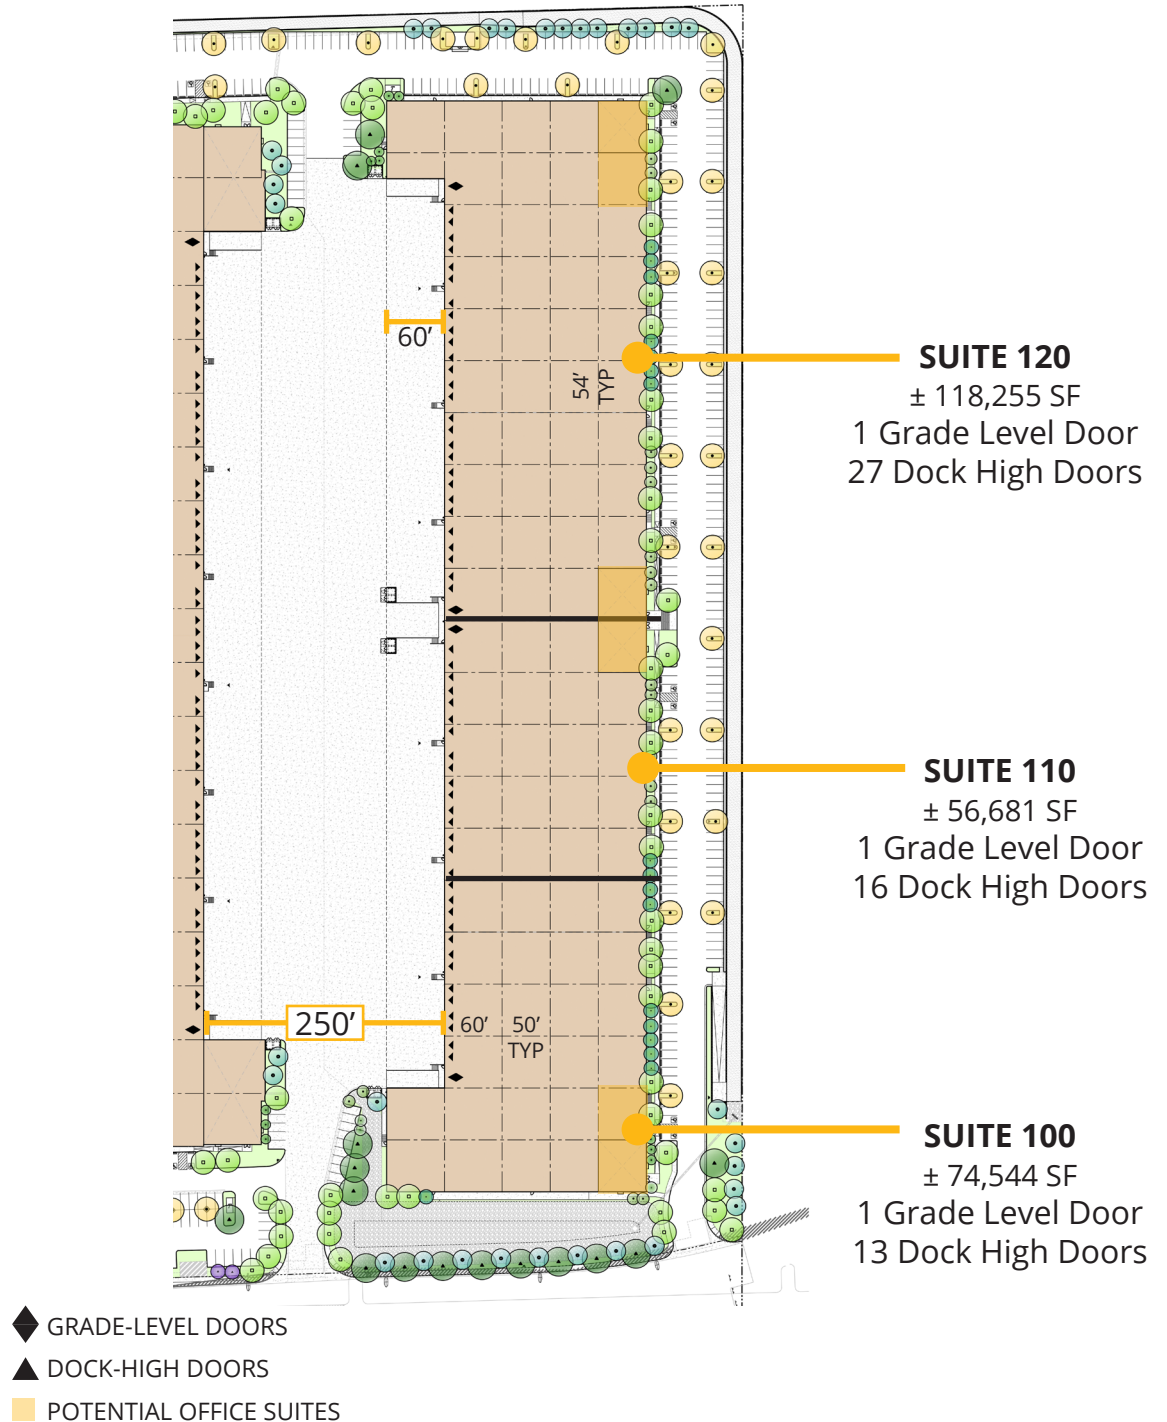 60’
54’
TYP
SUITE 120
± 118,255 SF
1 Grade Level Door
27 Dock High Doors
SUITE 110
± 56,681 SF
1 Grade Level Door
16 Dock High Doors
250’
60’
50’
TYP
SUITE 100
± 74,544 SF
1 Grade Level Door
13 Dock High Doors
GRADE-LEVEL DOORS
DOCK-HIGH DOORS
POTENTIAL OFFICE SUITES